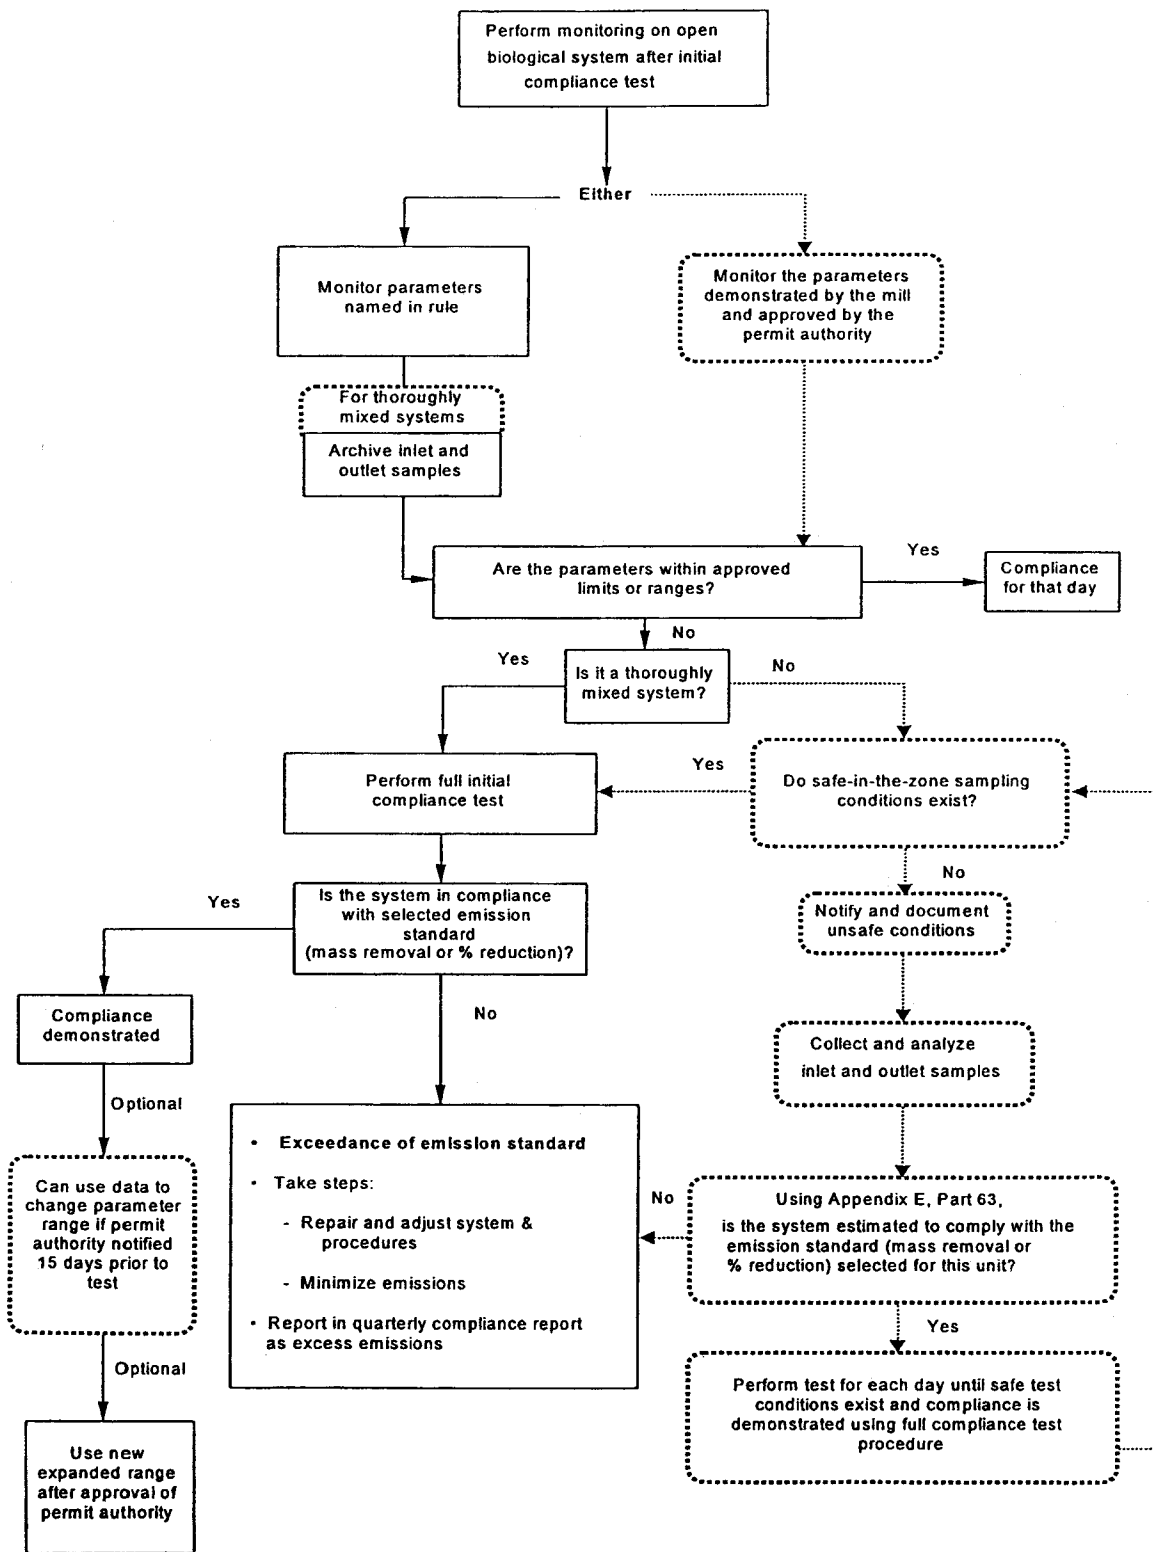 Perform monitoring on open
biological system after initial
compliance test
Either
Monitor parameters
named in rule
Monitor the parameters
demonstrated by the mill
and approved by the
permit authority
For thoroughly
mixed systems
Archive inlet and
outlet samples
Are the parameters within approved
limits or ranges?
Yes
Compliance
for that day
No
Is it a thoroughly
mixed system?
Yes
No
Perform full initial
compliance test
Yes
Do safe-in-the-zone sampling
conditions exist?
No
Is the system in compliance
with selected emission
standard
(mass removal or % reduction)?
Yes
No
Notify and document
unsafe conditions
Compliance
demonstrated
Collect and analyze
inlet and outlet samples
Optional
Can use data to
change parameter
range if permit
authority notified
15 days prior to
test
• Exceedance of emission standard
• Take steps:
- Repair and adjust system &
procedures
- Minimize emissions
• Report in quarterly compliance report
as excess emissions
No
Using Appendix E, Part 63,
is the system estimated to comply with the
emission standard (mass removal or
% reduction) selected for this unit?
Yes
Optional
Perform test for each day until safe test
conditions exist and compliance is
demonstrated using full compliance test
procedure
Use new
expanded range
after approval of
permit authority